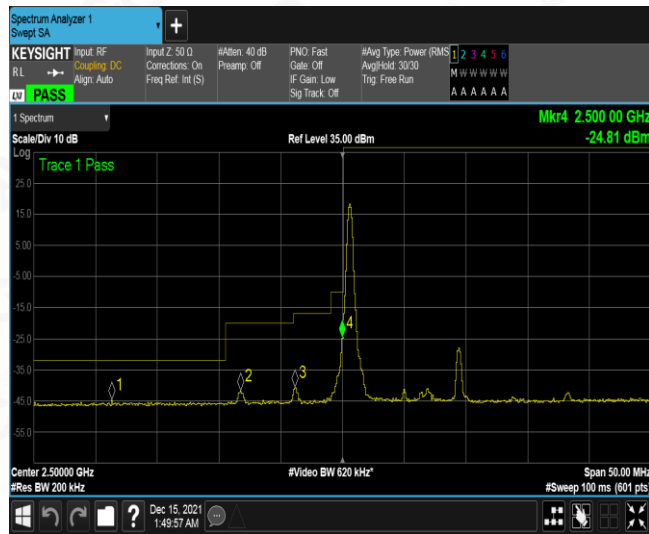 Spectrum Analyzer 1
Swept SA
+
KEYSIGHT
RL
LXI PASS
Input: RF
Coupling: DC
Align: Auto
Input Z: 50 Ω
Corrections: On
Freq Ref: Int (S)
#Atten: 40 dB
Preamp: Off
PNO: Fast
Gate: Off
IF Gain: Low
Sig Track: Off
#Avg Type: Power (RMS
Avg|Hold: 30/30
Trig: Free Run
1 2 3 4 5 6
M W W W W W
A A A A A A
1 Spectrum
Mkr4 2.500 00 GHz
Scale/Div 10 dB
Ref Level 35.00 dBm
-24.81 dBm
Log
Trace 1 Pass
25.0
15.0
5.00
-5.00
-15.0
-25.0
-35.0
-45.0
-55.0
1
2
3
4
Center 2.50000 GHz
#Video BW 620 kHz*
Span 50.00 MHz
#Res BW 200 kHz
#Sweep 100 ms (601 pts
?
Dec 15, 2021
1:49:57 AM